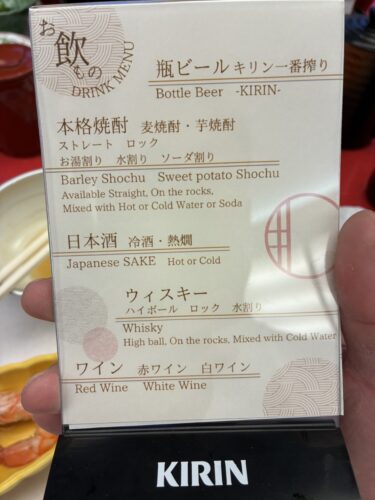 お飲もの
DRINK MENU
瓶ビール キリン一番搾り
Bottle Beer -KIRIN-
本格焼酎 麦焼酎・芋焼酎
ストレート ロック
お湯割り 水割り ソーダ割り
Barley Shochu Sweet potato Shochu
Available Straight, On the rocks,
Mixed with Hot or Cold Water or Soda
日本酒 冷酒・熱燗
Japanese SAKE Hot or Cold
ウィスキー
ハイボール ロック 水割り
Whisky
High ball, On the rocks, Mixed with Cold Water
ワイン 赤ワイン 白ワイン
Red Wine White Wine
KIRIN